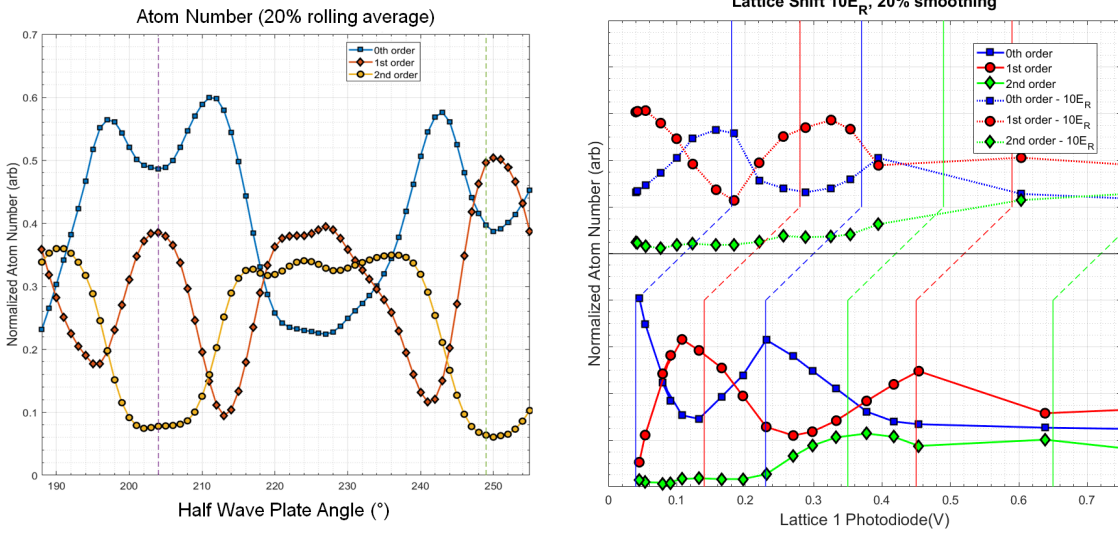 Atom Number (20% rolling average)
Normalized Atom Number (arb)
0.7
0.6
0.5
0.4
0.3
0.2
0.1
0
0th order
1st order
2nd order
190
200
210
220
230
240
250
Half Wave Plate Angle (°)
Lattice Shift 10E_R, 20% smoothing
Normalized Atom Number (arb)
0th order
1st order
2nd order
0th order - 10E_R
1st order - 10E_R
2nd order - 10E_R
0
0.1
0.2
0.3
0.4
0.5
0.6
0.7
Lattice 1 Photodiode(V)